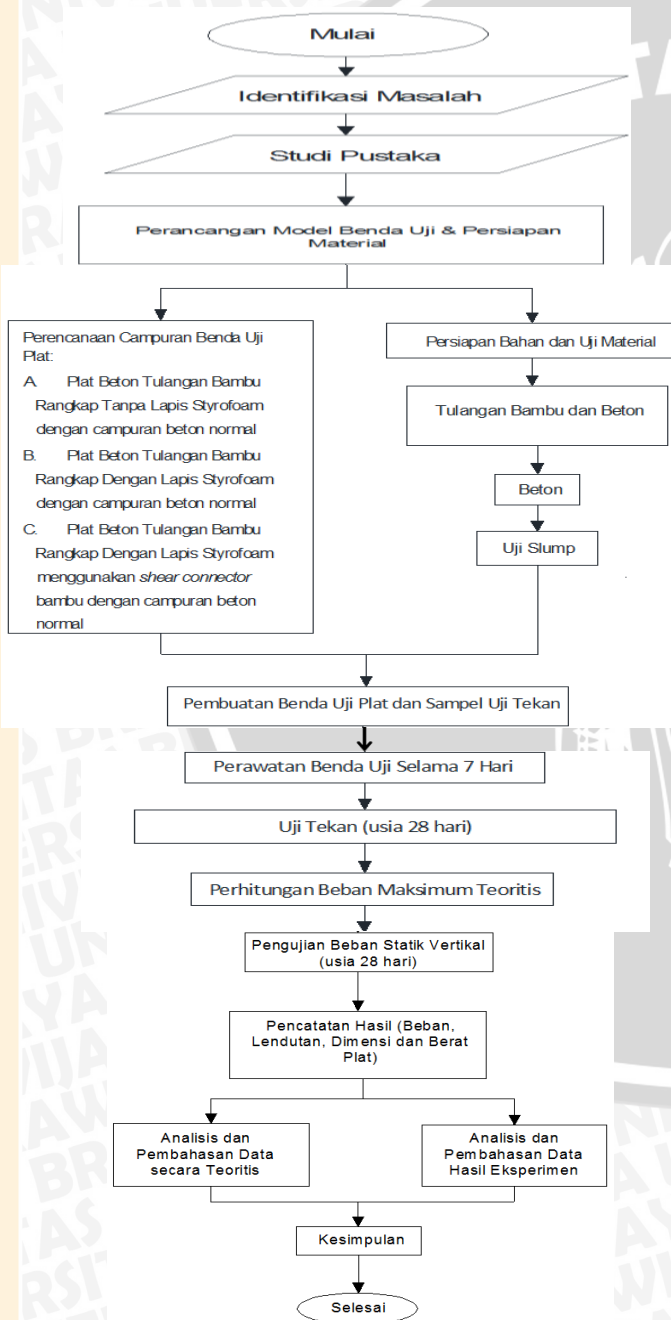 Mulai
Identifikasi Masalah
Studi Pustaka
Perancangan Model Benda Uji & Persiapan
Material
Perencanaan Campuran Benda Uji
Plat:
A. Plat Beton Tulangan Bambu
Rangkap Tanpa Lapis Styrofoam
dengan campuran beton normal
B. Plat Beton Tulangan Bambu
Rangkap Dengan Lapis Styrofoam
dengan campuran beton normal
C. Plat Beton Tulangan Bambu
Rangkap Dengan Lapis Styrofoam
menggunakan shear connector
bambu dengan campuran beton
normal
Persiapan Bahan dan Uji Material
Tulangan Bambu dan Beton
Beton
Uji Slump
Pembuatan Benda Uji Plat dan Sampel Uji Tekan
Perawatan Benda Uji Selama 7 Hari
Uji Tekan (usia 28 hari)
Perhitungan Beban Maksimum Teoritis
Pengujian Beban Statik Vertikal
(usia 28 hari)
Pencatatan Hasil (Beban,
Lendutan, Dimensi dan Berat
Plat)
Analisis dan
Pembahasan Data
secara Teoritis
Analisis dan
Pembahasan Data
Hasil Eksperimen
Kesimpulan
Selesai